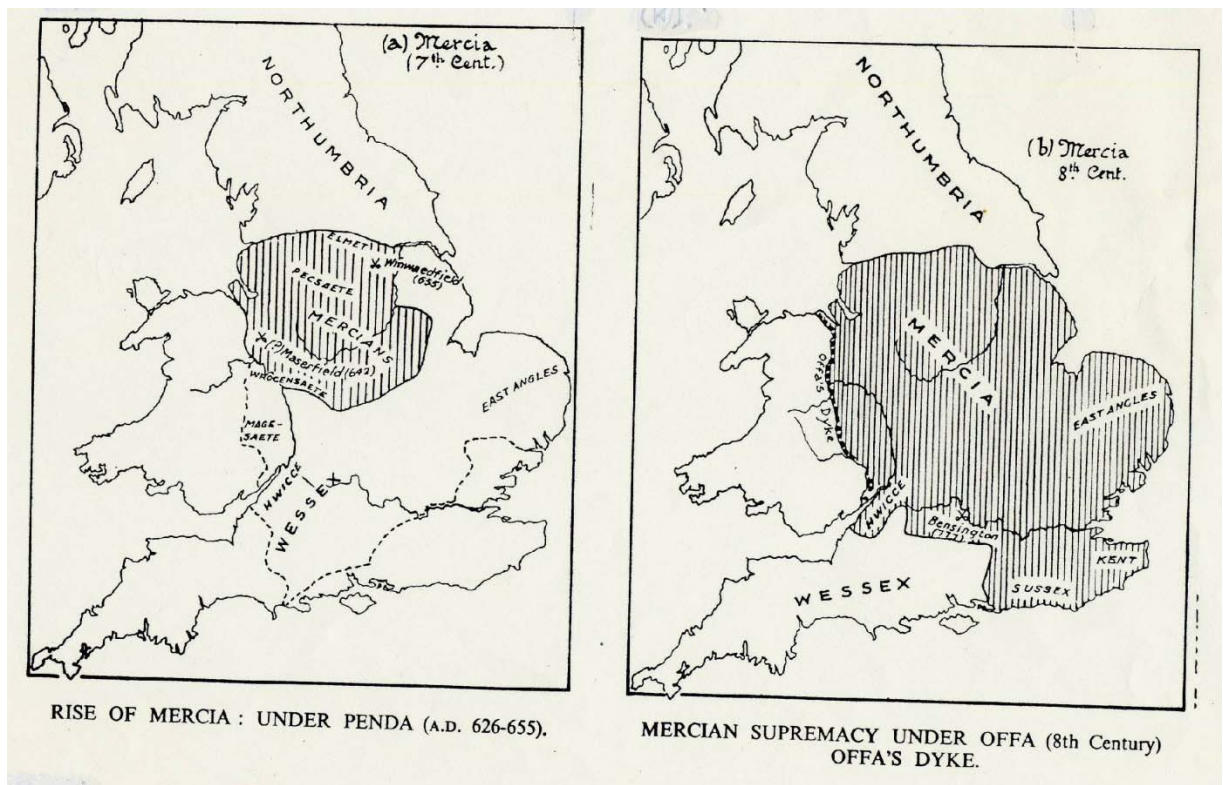 (a) Mercia
(7th Cent.)
NORTHUMBRIA
ELMET
Winwaedfield
(655)
PECSAETE
MERCIANS
(?) Maserfield (642)
WROCENSAETE
EAST ANGLES
MAGE-
SAETE
HWICCE
WESSEX
RISE OF MERCIA : UNDER PENDA (A.D. 626-655).
(b) Mercia
8th Cent.
NORTHUMBRIA
MERCIA
OFFA'S DYKE
EAST ANGLES
HWICCE
Bensington
(777)
KENT
SUSSEX
WESSEX
MERCIAN SUPREMACY UNDER OFFA (8th Century)
OFFA'S DYKE.